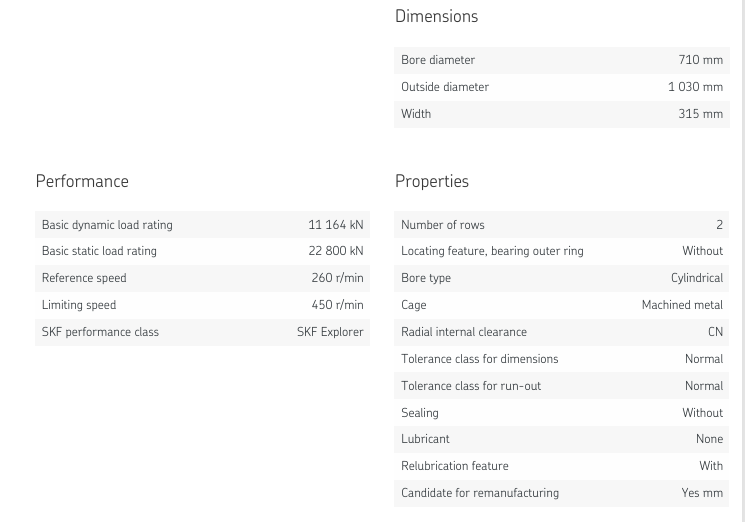 Dimensions
Bore diameter 710 mm
Outside diameter 1 030 mm
Width 315 mm
Performance
Basic dynamic load rating 11 164 kN
Basic static load rating 22 800 kN
Reference speed 260 r/min
Limiting speed 450 r/min
SKF performance class SKF Explorer
Properties
Number of rows 2
Locating feature, bearing outer ring Without
Bore type Cylindrical
Cage Machined metal
Radial internal clearance CN
Tolerance class for dimensions Normal
Tolerance class for run-out Normal
Sealing Without
Lubricant None
Relubrication feature With
Candidate for remanufacturing Yes mm